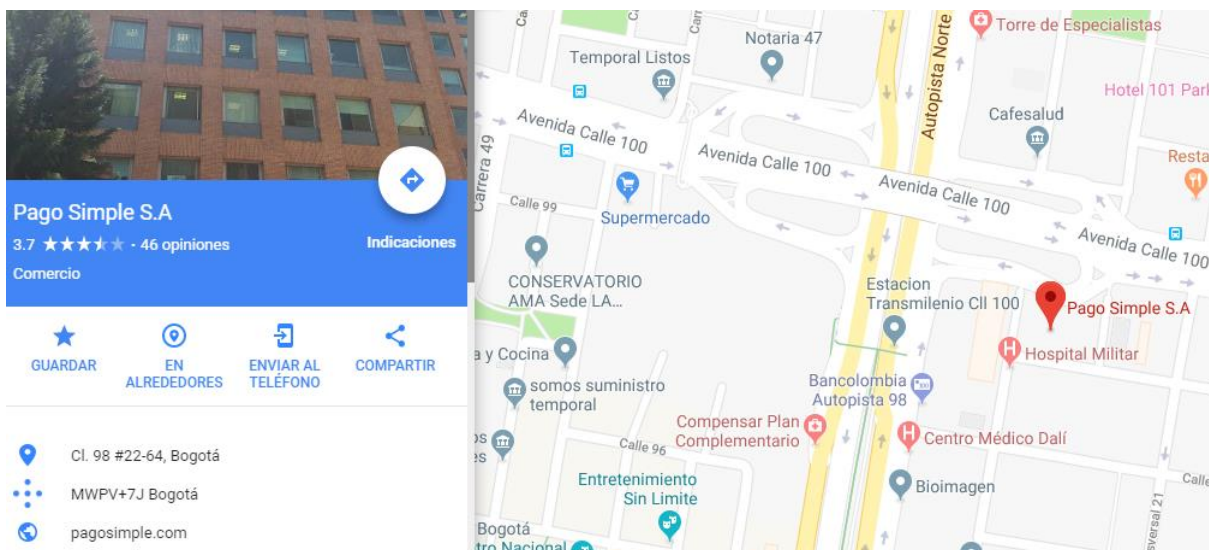 Pago Simple S.A
3.7 ★★★★★ - 46 opiniones
Indicaciones
Comercio
GUARDAR
EN
ALREDEDORES
ENVIAR AL
TELÉFONO
COMPARTIR
Cl. 98 #22-64, Bogotá
MWPV+7J Bogotá
pagosimple.com
Notaria 47
Temporal Listos
Autopista Norte
Torre de Especialistas
Hotel 101 Park
Cafesalud
Avenida Calle 100
Avenida Calle 100
Avenida Calle 100
Avenida Calle 100
Carrera 49
Calle 99
Supermercado
CONSERVATORIO
AMA Sede LA...
Estacion
Transmilenio Cll 100
Pago Simple S.A
Hospital Militar
y Cocina
somos suministro
temporal
Bancolombia
Autopista 98
Compensar Plan
Complementario
Centro Médico Dalí
Calle 96
Entretenimiento
Sin Limite
Bioimagen
Calle
Bogotá